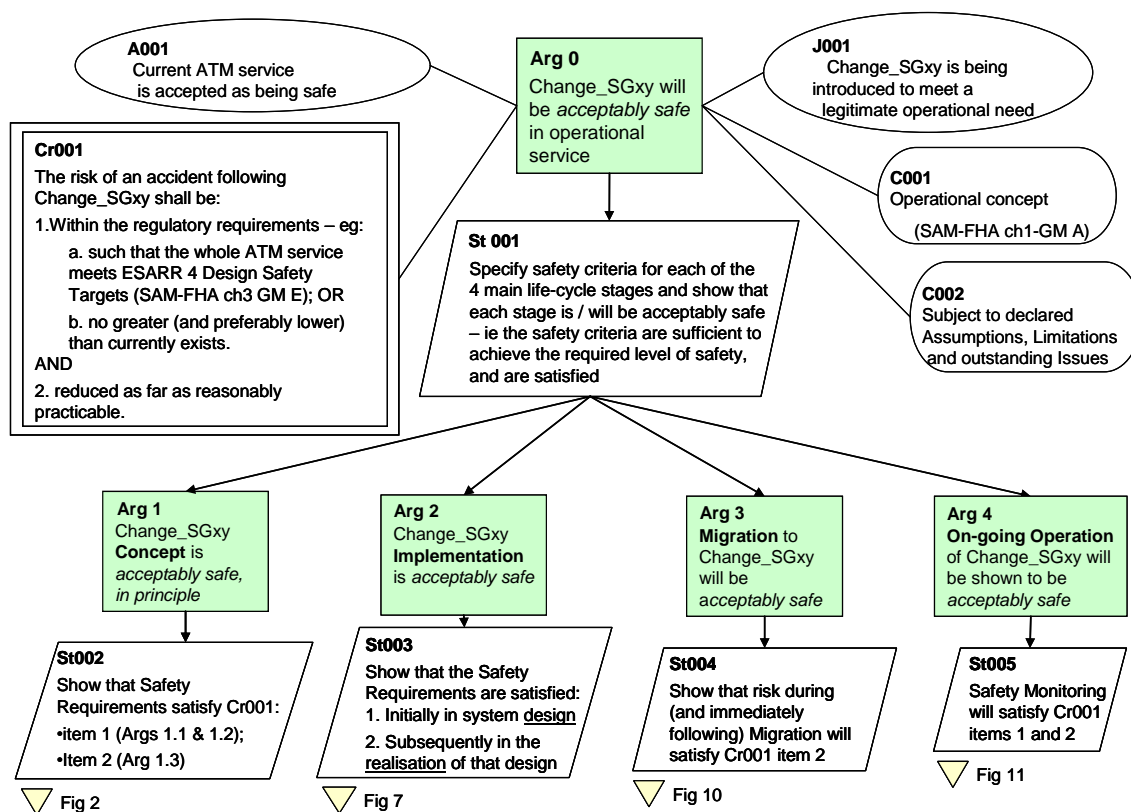 A001
Current ATM service
is accepted as being safe
Arg 0
Change_SGxy will
be acceptably safe
in operational
service
J001
Change_SGxy is being
introduced to meet a
legitimate operational need
Cr001
The risk of an accident following
Change_SGxy shall be:
1.Within the regulatory requirements – eg:
a. such that the whole ATM service
meets ESARR 4 Design Safety
Targets (SAM-FHA ch3 GM E); OR
b. no greater (and preferably lower)
than currently exists.
AND
2. reduced as far as reasonably
practicable.
C001
Operational concept
(SAM-FHA ch1-GM A)
St 001
Specify safety criteria for each of the
4 main life-cycle stages and show that
each stage is / will be acceptably safe
– ie the safety criteria are sufficient to
achieve the required level of safety,
and are satisfied
C002
Subject to declared
Assumptions, Limitations
and outstanding Issues
Arg 1
Change_SGxy
Concept is
acceptably safe,
in principle
Arg 2
Change_SGxy
Implementation
is acceptably safe
Arg 3
Migration to
Change_SGxy
will be
acceptably safe
Arg 4
On-going Operation
of Change_SGxy will
be shown to be
acceptably safe
St002
Show that Safety
Requirements satisfy Cr001:
•item 1 (Args 1.1 & 1.2);
•Item 2 (Arg 1.3)
St003
Show that the Safety
Requirements are satisfied:
1. Initially in system design
2. Subsequently in the
realisation of that design
St004
Show that risk during
(and immediately
following) Migration will
satisfy Cr001 item 2
St005
Safety Monitoring
will satisfy Cr001
items 1 and 2
Fig 2
Fig 7
Fig 10
Fig 11